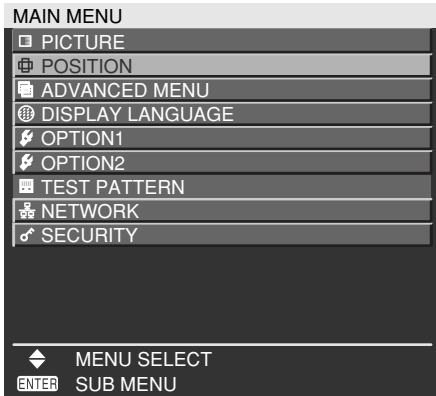 MAIN MENU
PICTURE
POSITION
ADVANCED MENU
DISPLAY LANGUAGE
OPTION1
OPTION2
TEST PATTERN
NETWORK
SECURITY
MENU SELECT
ENTER SUB MENU